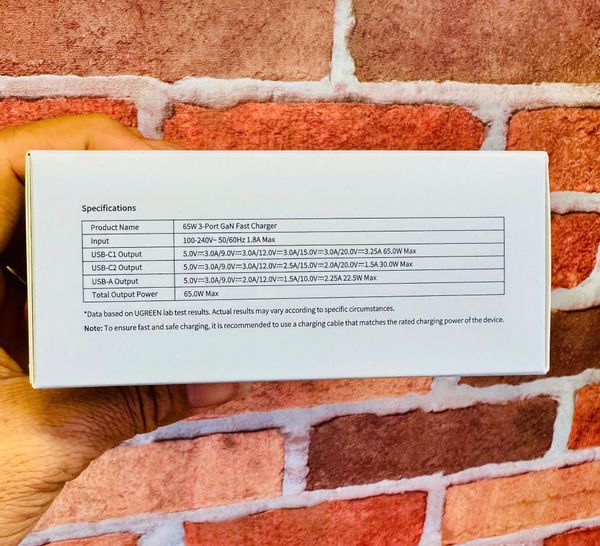 Specifications
Product Name 65W 3-Port GaN Fast Charger
Input 100-240V~ 50/60Hz 1.8A Max
USB-C1 Output 5.0V⎓3.0A/9.0V⎓3.0A/12.0V⎓3.0A/15.0V⎓3.0A/20.0V⎓3.25A 65.0W Max
USB-C2 Output 5.0V⎓3.0A/9.0V⎓3.0A/12.0V⎓2.5A/15.0V⎓2.0A/20.0V⎓1.5A 30.0W Max
USB-A Output 5.0V⎓3.0A/9.0V⎓2.0A/12.0V⎓1.5A/10.0V⎓2.25A 22.5W Max
Total Output Power 65.0W Max
*Data based on UGREEN lab test results. Actual results may vary according to specific circumstances.
Note: To ensure fast and safe charging, it is recommended to use a charging cable that matches the rated charging power of the device.